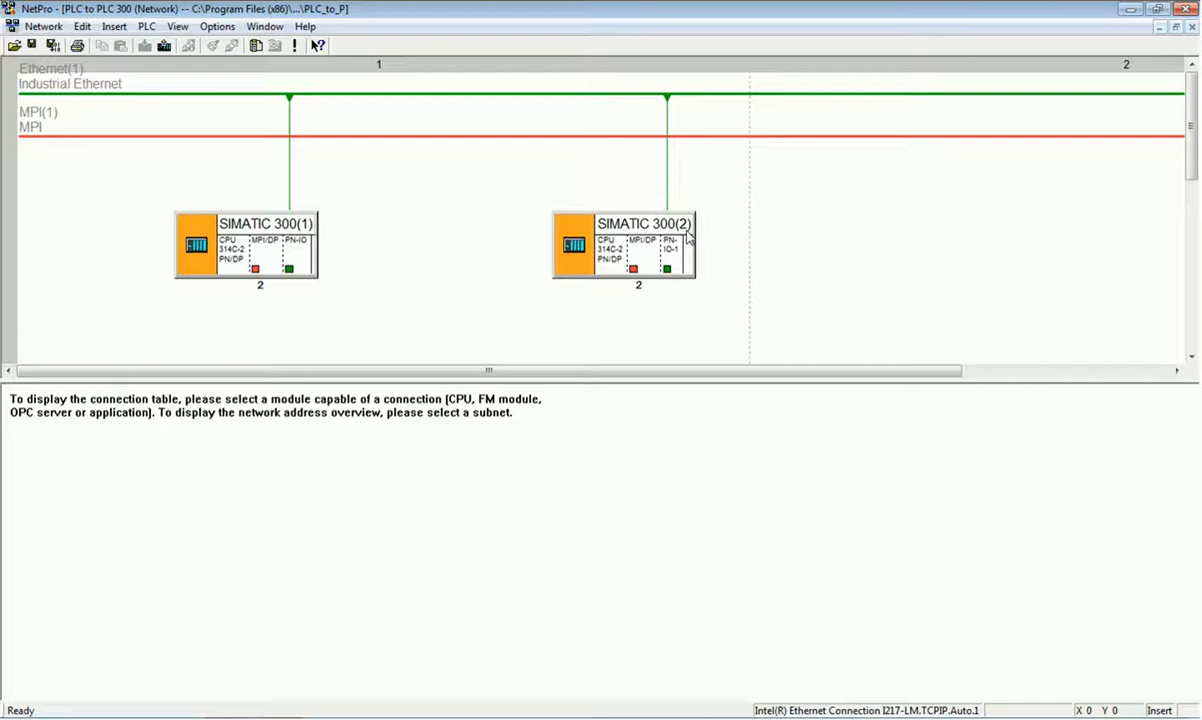 NetPro - [PLC to PLC 300 (Network) -- C:\Program Files (x86)\...\PLC_to_P]
Network Edit Insert PLC View Options Window Help
1 2
Ethernet(1)
Industrial Ethernet
MPI(1)
MPI
SIMATIC 300(1)
CPU
314C-2
PN/DP
MPI/DP
PN-IO
2
SIMATIC 300(2)
CPU
314C-2
PN/DP
MPI/DP
PN-
IO-1
2
To display the connection table, please select a module capable of a connection (CPU, FM module,
OPC server or application). To display the network address overview, please select a subnet.
Ready
Intel(R) Ethernet Connection I217-LM.TCPIP.Auto.1
X 0 Y 0
Insert